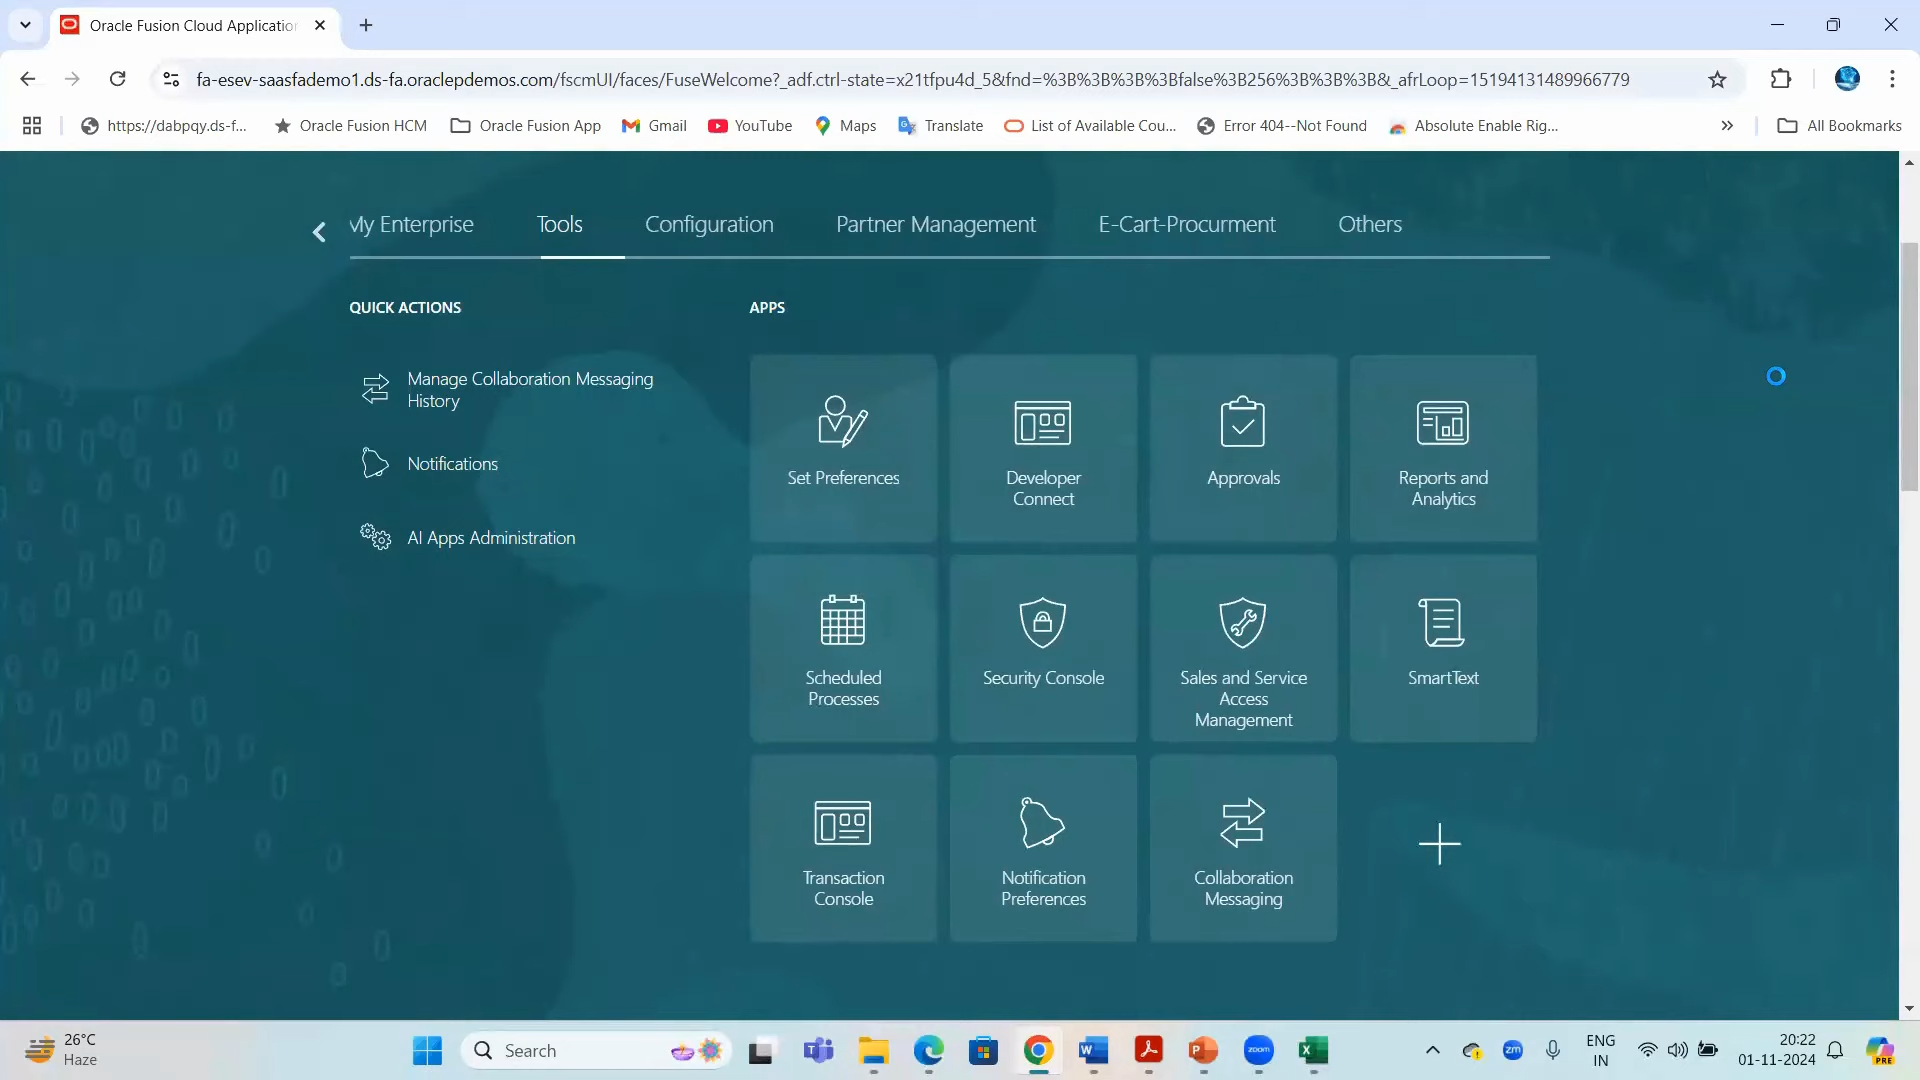 Oracle Fusion Cloud Application
fa-esev-saasfademo1.ds-fa.oraclepdemos.com/fscmUI/faces/FuseWelcome?_adf.ctrl-state=x21tfpu4d_5&fnd=%3B%3B%3B%3Bfalse%3B256%3B%3B%3B&_afrLoop=15194131489966779
https://dabpqy.ds-f... Oracle Fusion HCM Oracle Fusion App Gmail YouTube Maps Translate List of Available Cou... Error 404--Not Found Absolute Enable Rig... All Bookmarks
My Enterprise Tools Configuration Partner Management E-Cart-Procurment Others
QUICK ACTIONS
Manage Collaboration Messaging
History
Notifications
AI Apps Administration
APPS
Set Preferences
Developer
Connect
Approvals
Reports and
Analytics
Scheduled
Processes
Security Console
Sales and Service
Access
Management
SmartText
Transaction
Console
Notification
Preferences
Collaboration
Messaging
26°C
Haze
Search
zoom
zm
ENG
IN
20:22
01-11-2024
PRE